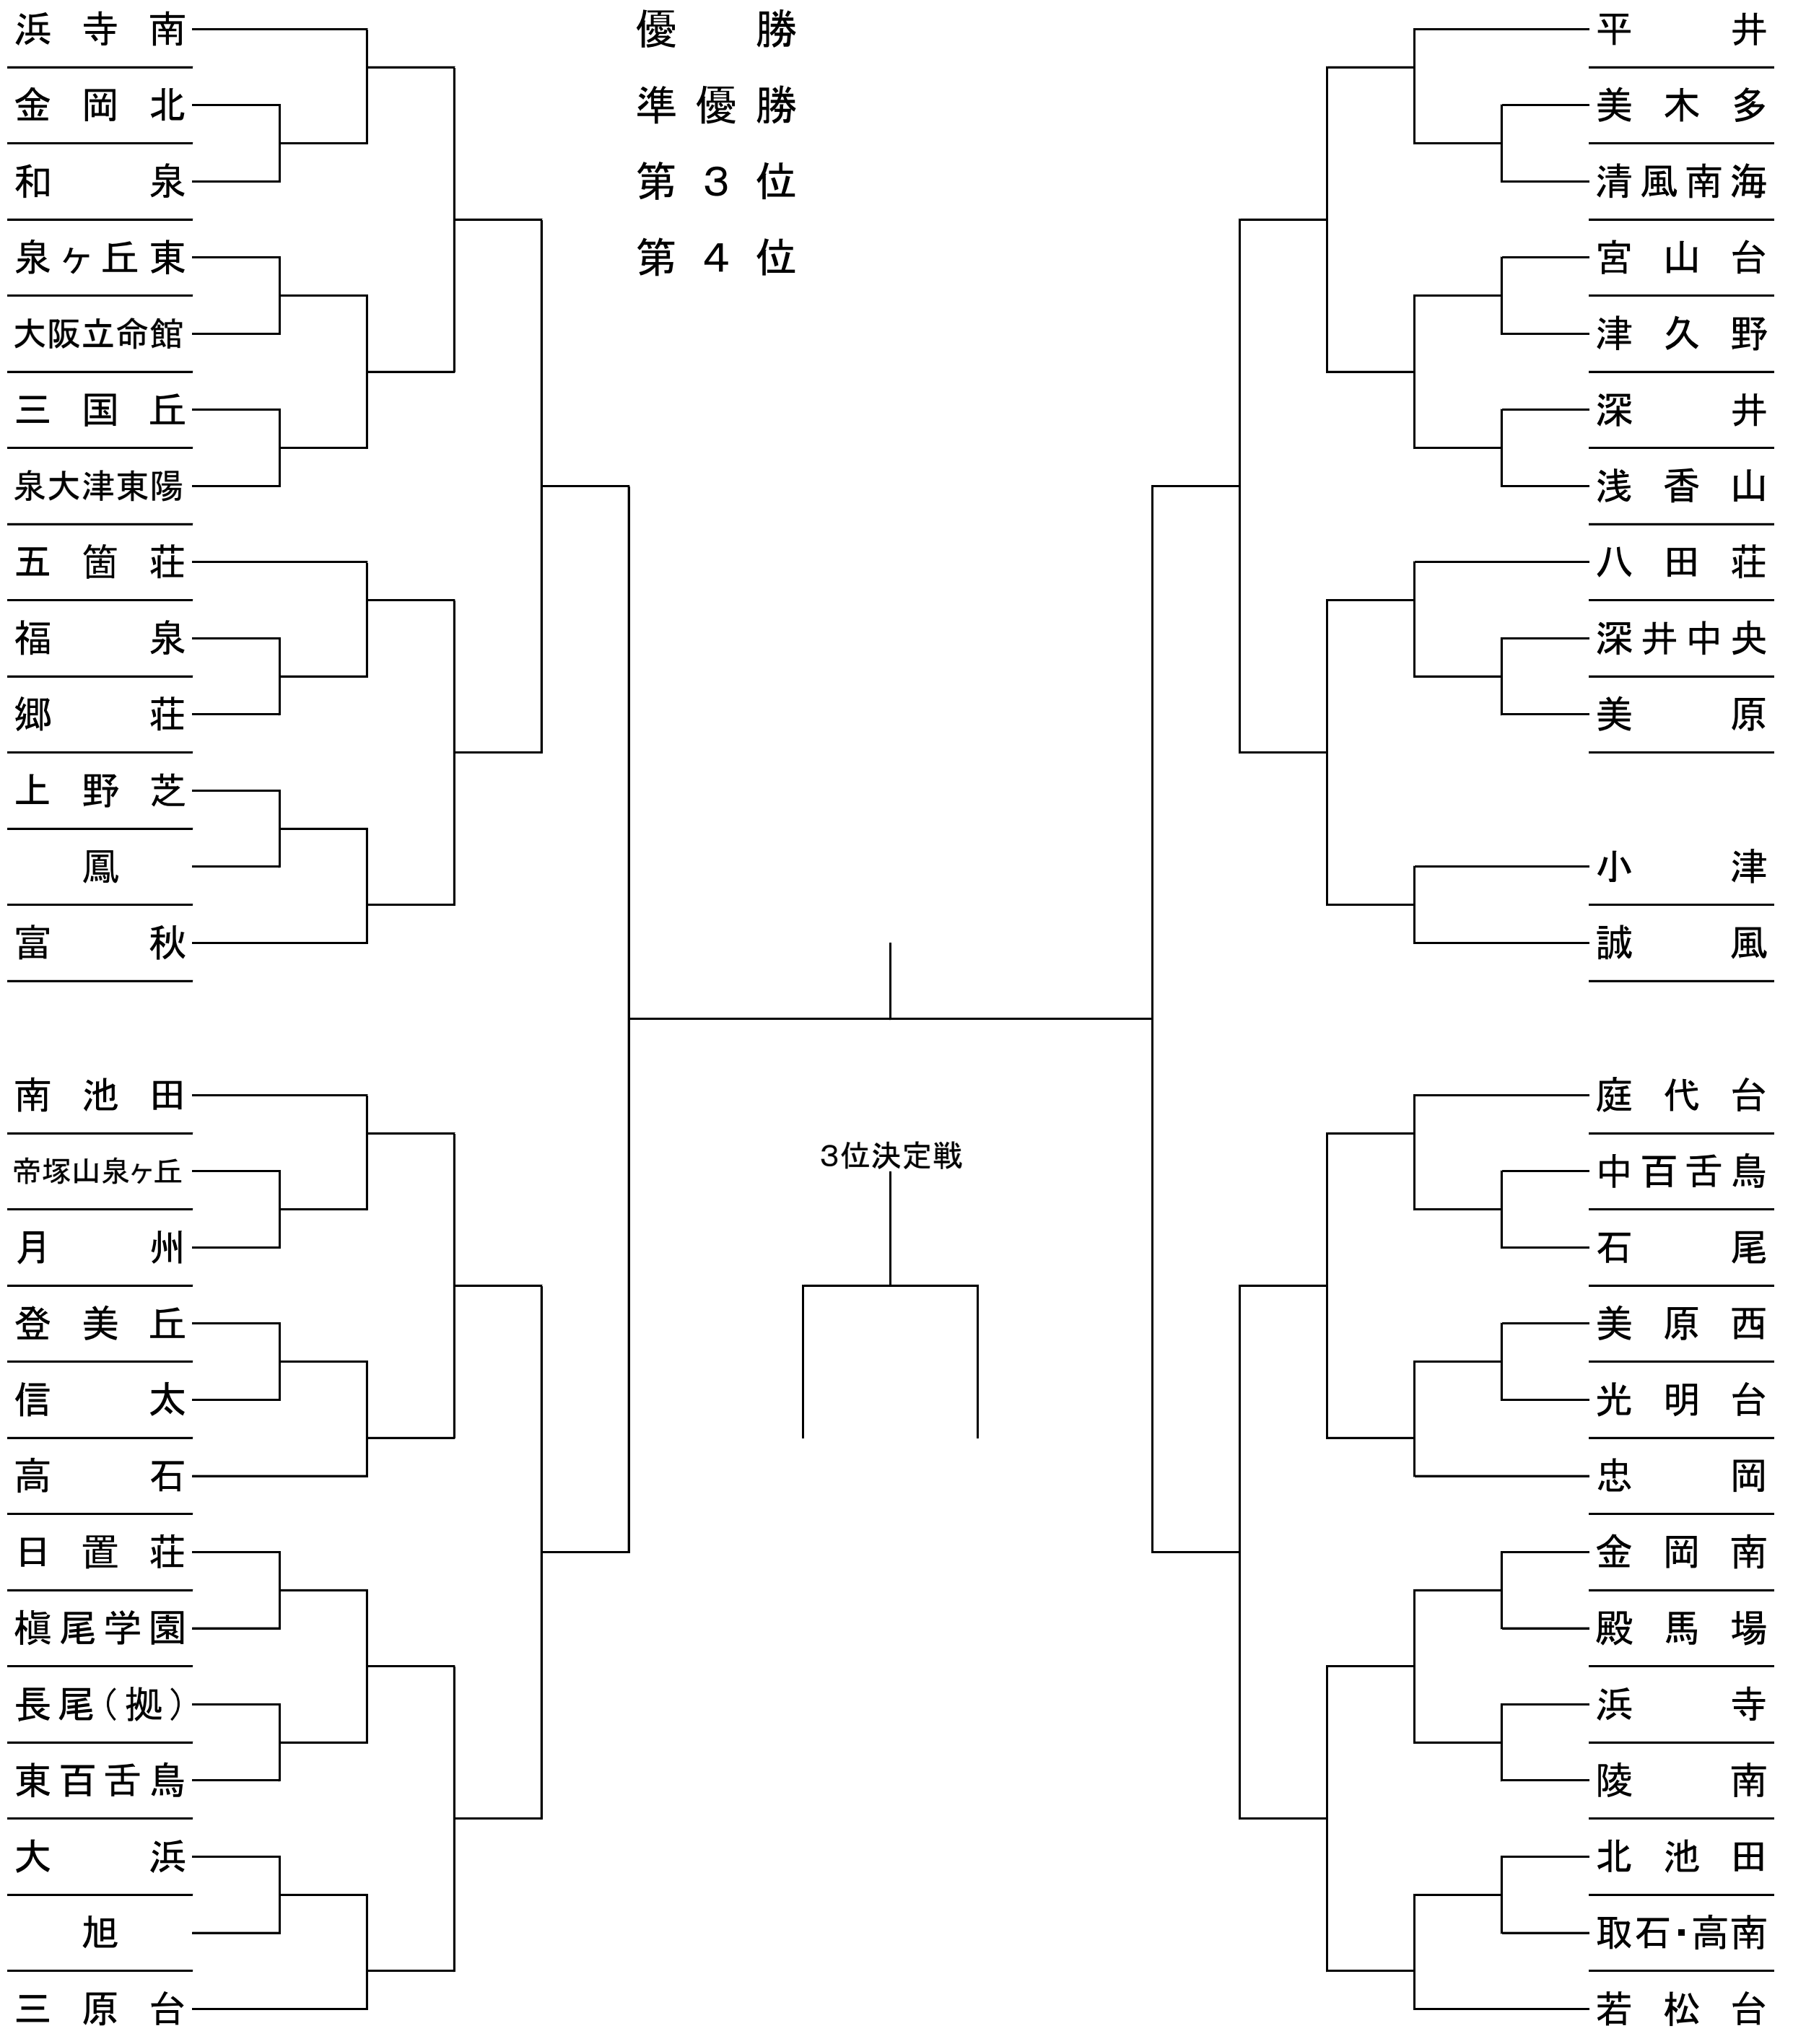 浜寺南
金岡北
和泉
泉ヶ丘東
大阪立命館
三国丘
泉大津東陽
五箇荘
福泉
郷荘
上野芝
鳳
富秋
南池田
帝塚山泉ヶ丘
月州
登美丘
信太
高石
日置荘
槇尾学園
長尾（拠）
東百舌鳥
大浜
旭
三原台
優勝
準優勝
第３位
第４位
３位決定戦
平井
美木多
清風南海
宮山台
津久野
深井
浅香山
八田荘
深井中央
美原
小津
誠風
庭代台
中百舌鳥
石尾
美原西
光明台
忠岡
金岡南
殿馬場
浜寺
陵南
北池田
取石・高南
若松台